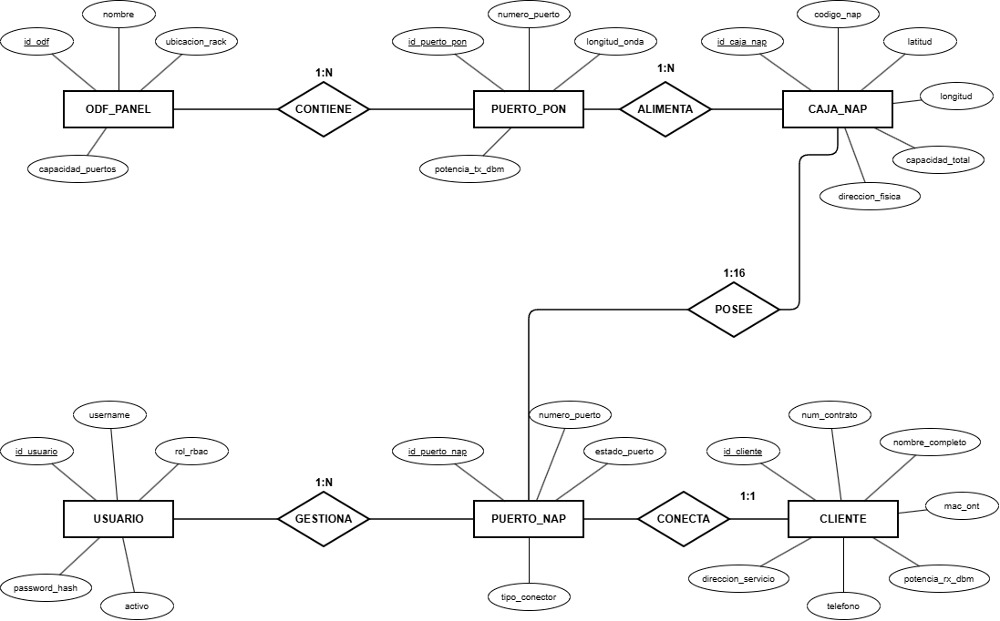 nombre
numero_puerto
codigo_nap
id_odf
ubicacion_rack
id_puerto_pon
longitud_onda
id_caja_nap
latitud
1:N
1:N
longitud
ODF_PANEL
CONTIENE
PUERTO_PON
ALIMENTA
CAJA_NAP
capacidad_total
capacidad_puertos
potencia_tx_dbm
direccion_fisica
1:16
POSEE
username
numero_puerto
num_contrato
id_usuario
rol_rbac
id_puerto_nap
estado_puerto
id_cliente
nombre_completo
1:N
1:1
mac_ont
USUARIO
GESTIONA
PUERTO_NAP
CONECTA
CLIENTE
password_hash
direccion_servicio
potencia_rx_dbm
activo
tipo_conector
telefono